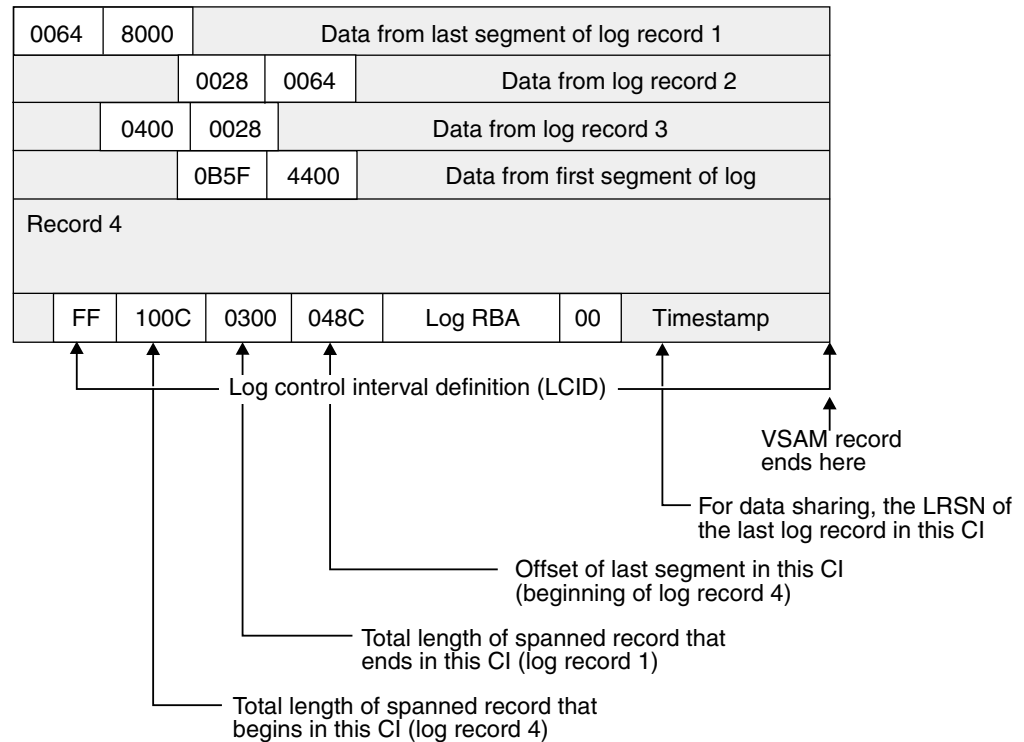 0064 8000 Data from last segment of log record 1
0028 0064 Data from log record 2
0400 0028 Data from log record 3
0B5F 4400 Data from first segment of log
Record 4
FF 100C 0300 048C Log RBA 00 Timestamp
Log control interval definition (LCID)
VSAM record
ends here
For data sharing, the LRSN of
the last log record in this CI
Offset of last segment in this CI
(beginning of log record 4)
Total length of spanned record that
ends in this CI (log record 1)
Total length of spanned record that
begins in this CI (log record 4)